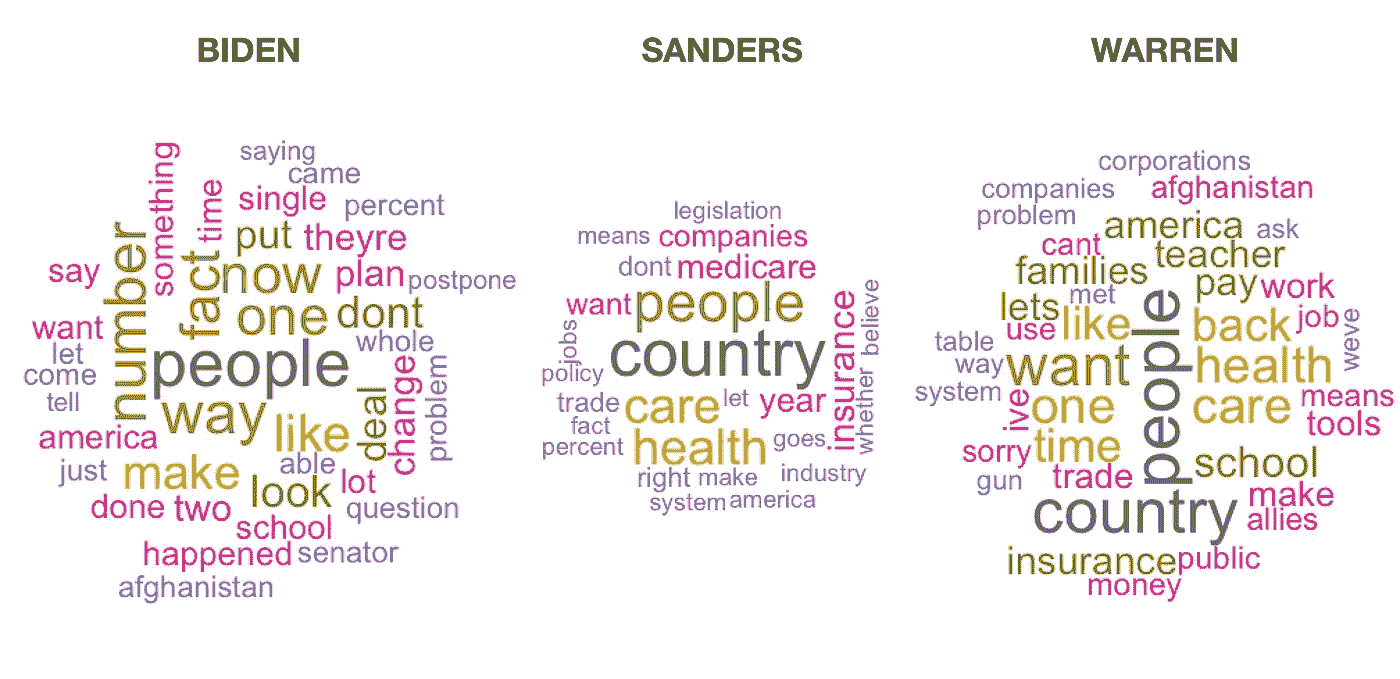 BIDEN
SANDERS
WARREN
saying
came
something
time
single
percent
put
theyre
number
fact
now
plan
postpone
say
one
dont
want
whole
let
people
come
tell
way
like
deal
change
problem
america
just
make
able
look
lot
done
two
question
school
happened
senator
afghanistan
legislation
means
companies
dont
medicare
want
people
jobs
country
insurance
believe
whether
policy
trade
care
let
year
fact
percent
health
goes
right
make
industry
system
america
corporations
companies
afghanistan
problem
america
ask
cant
teacher
families
met
pay
work
lets
use
like
people
back
job
weve
table
way
want
health
system
ive
one
care
means
tools
time
sorry
gun
trade
school
country
make
allies
insurance
public
money